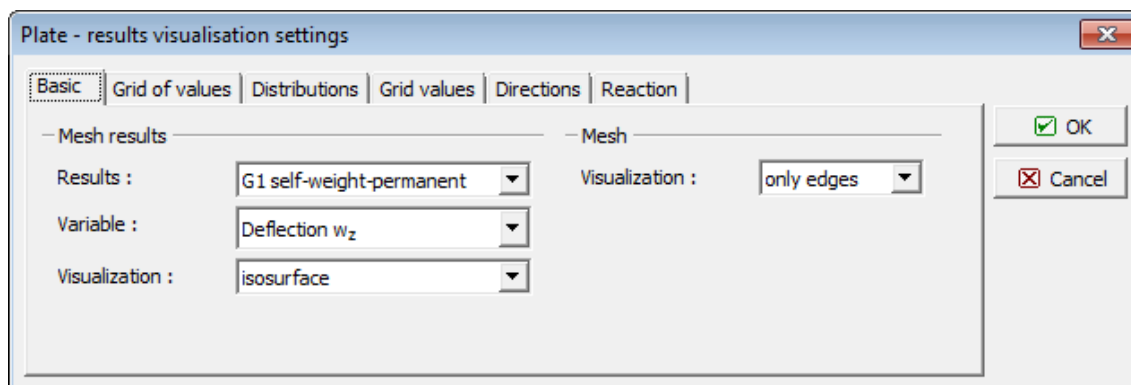 Plate - results visualisation settings
Basic Grid of values Distributions Grid values Directions Reaction
Mesh results
Results : G1 self-weight-permanent
Variable : Deflection wz
Visualization : isosurface
Mesh
Visualization : only edges
OK
Cancel